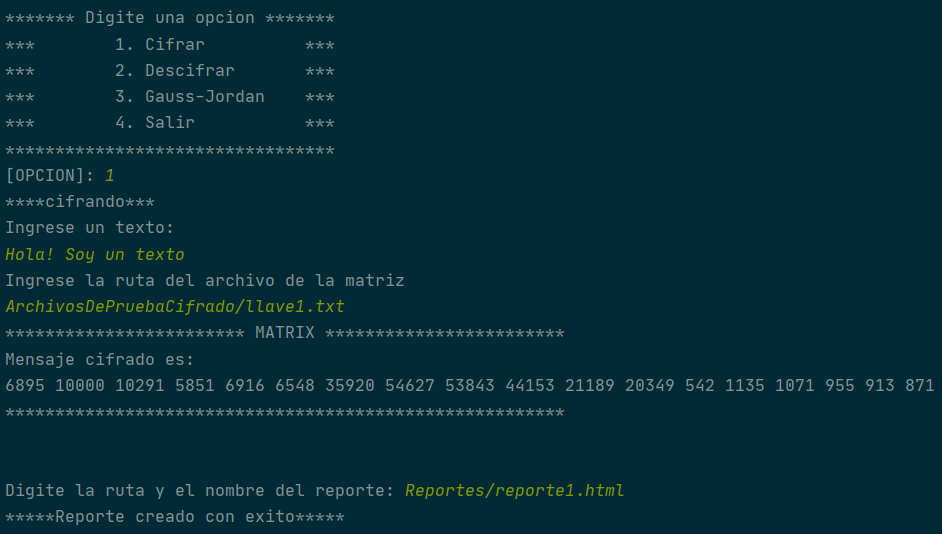 ******* Digite una opcion *******
***        1. Cifrar          ***
***        2. Descifrar       ***
***        3. Gauss-Jordan    ***
***        4. Salir           ***
*********************************
[OPCION]: 1
****cifrando***
Ingrese un texto:
Hola! Soy un texto
Ingrese la ruta del archivo de la matriz
ArchivosDePruebaCifrado/llave1.txt
************************ MATRIX ************************
Mensaje cifrado es:
6895 10000 10291 5851 6916 6548 35920 54627 53843 44153 21189 20349 542 1135 1071 955 913 871
********************************************************
Digite la ruta y el nombre del reporte: Reportes/reporte1.html
*****Reporte creado con exito*****